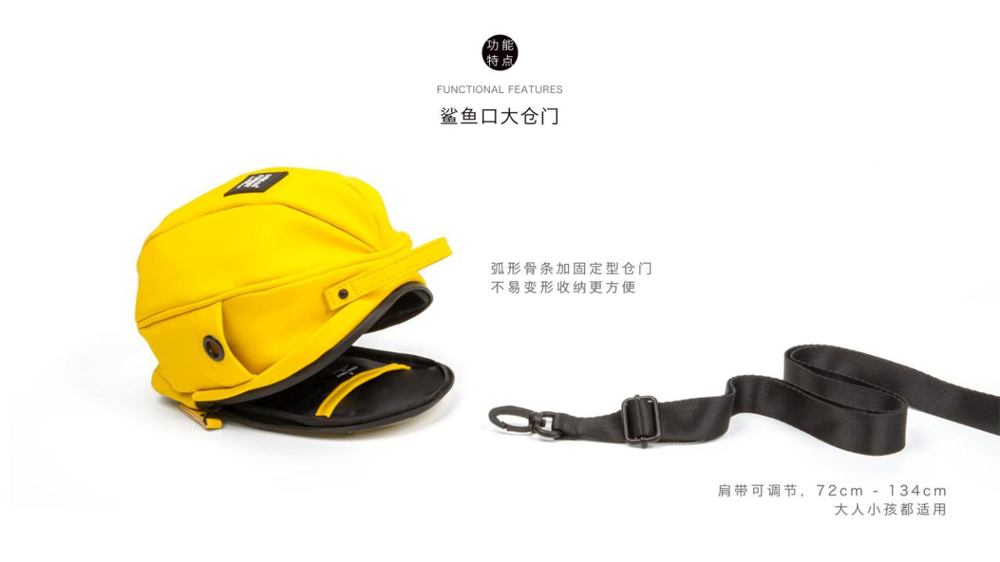 功能
特点
FUNCTIONAL FEATURES
鲨鱼口大仓门
弧形骨条加固定型仓门
不易变形收纳更方便
肩带可调节, 72cm - 134cm
大人小孩都适用